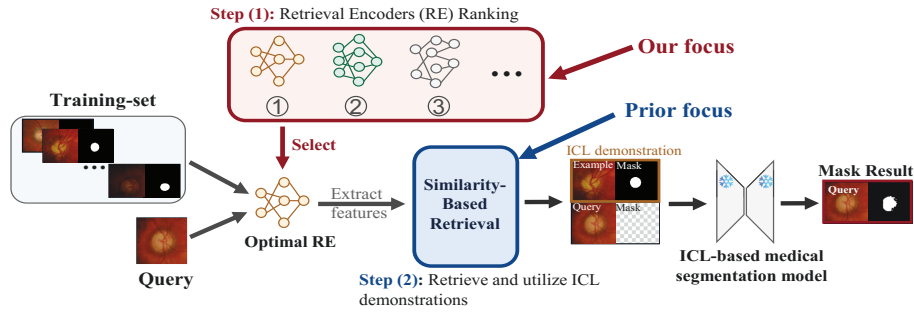 Step (1): Retrieval Encoders (RE) Ranking
Our focus
①
②
③
...
Prior focus
Training-set
...
Select
ICL demonstration
Example
Mask
Mask Result
Query
Similarity-
Based
Retrieval
Extract
features
Query
Mask
Optimal RE
Query
ICL-based medical
segmentation model
Step (2): Retrieve and utilize ICL
demonstrations